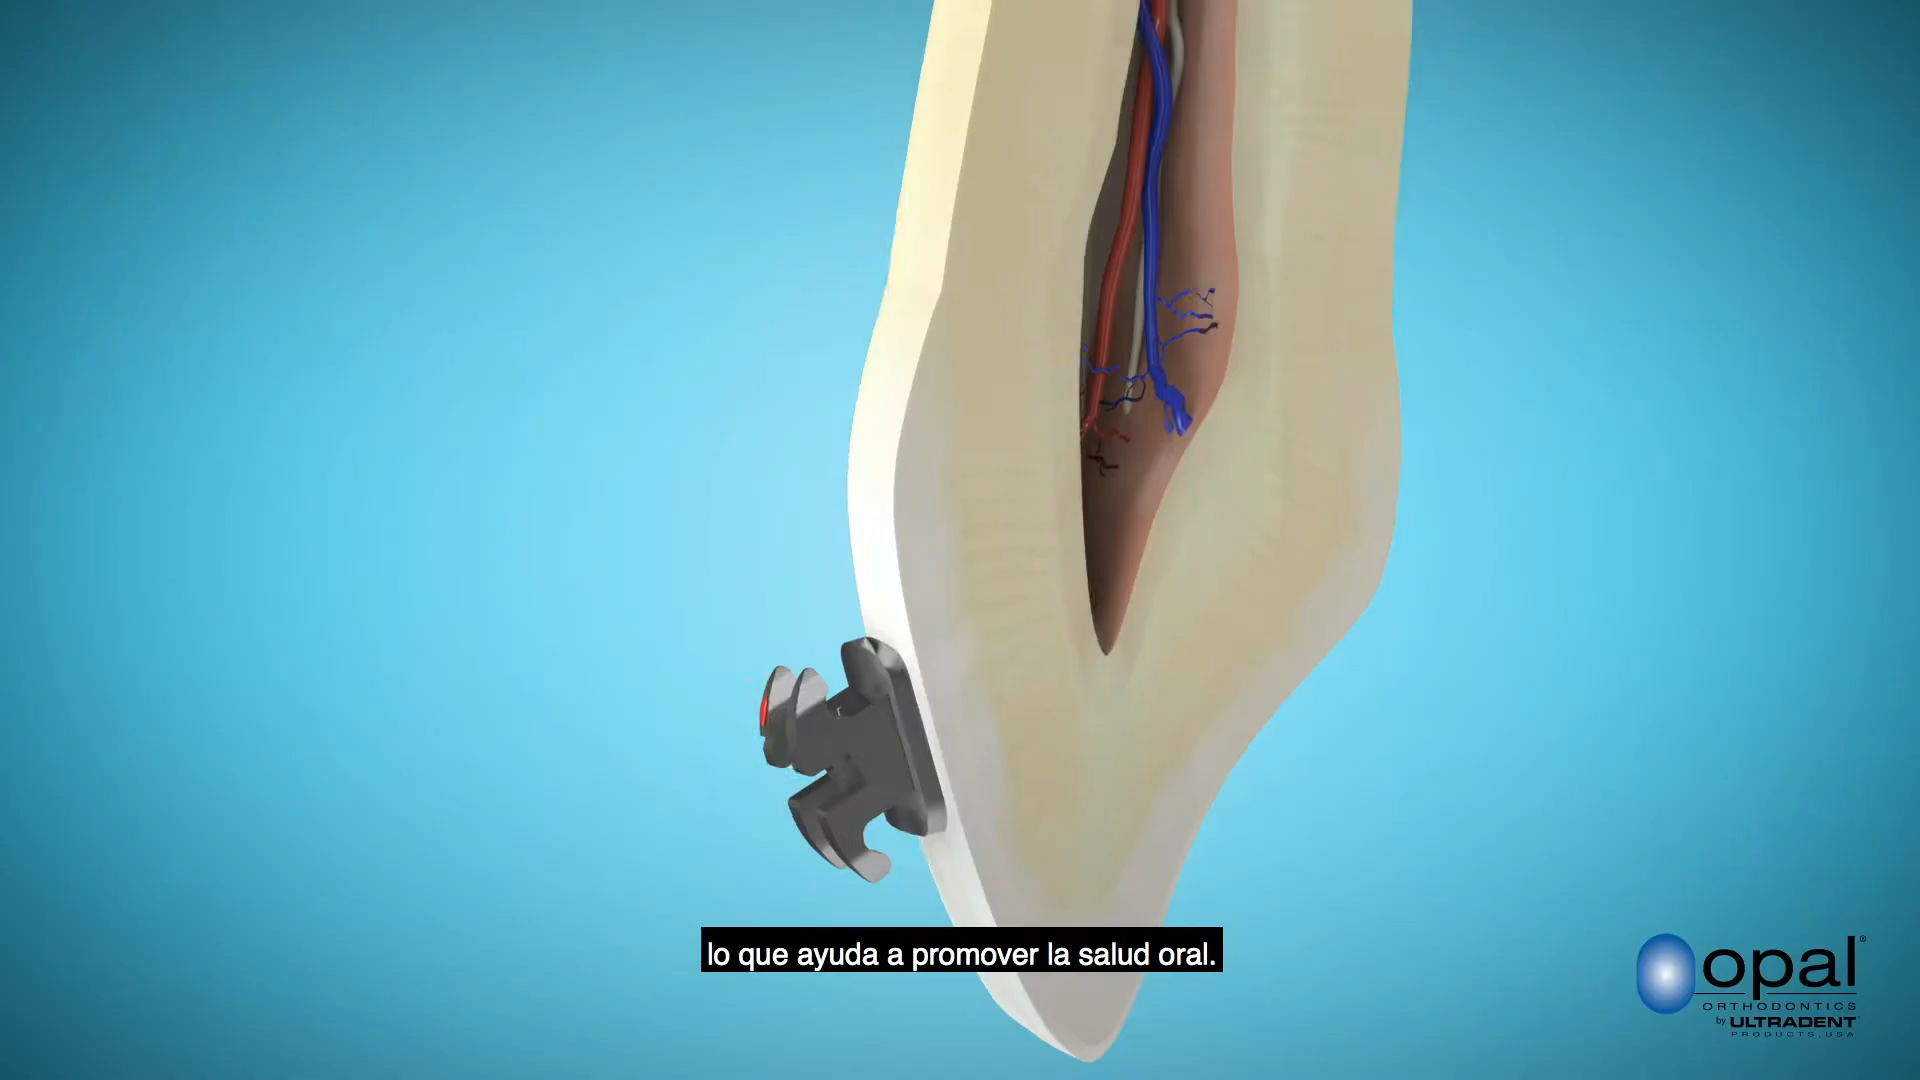 lo que ayuda a promover la salud oral.
opal®
ORTHODONTICS
by ULTRADENT
PRODUCTS, USA